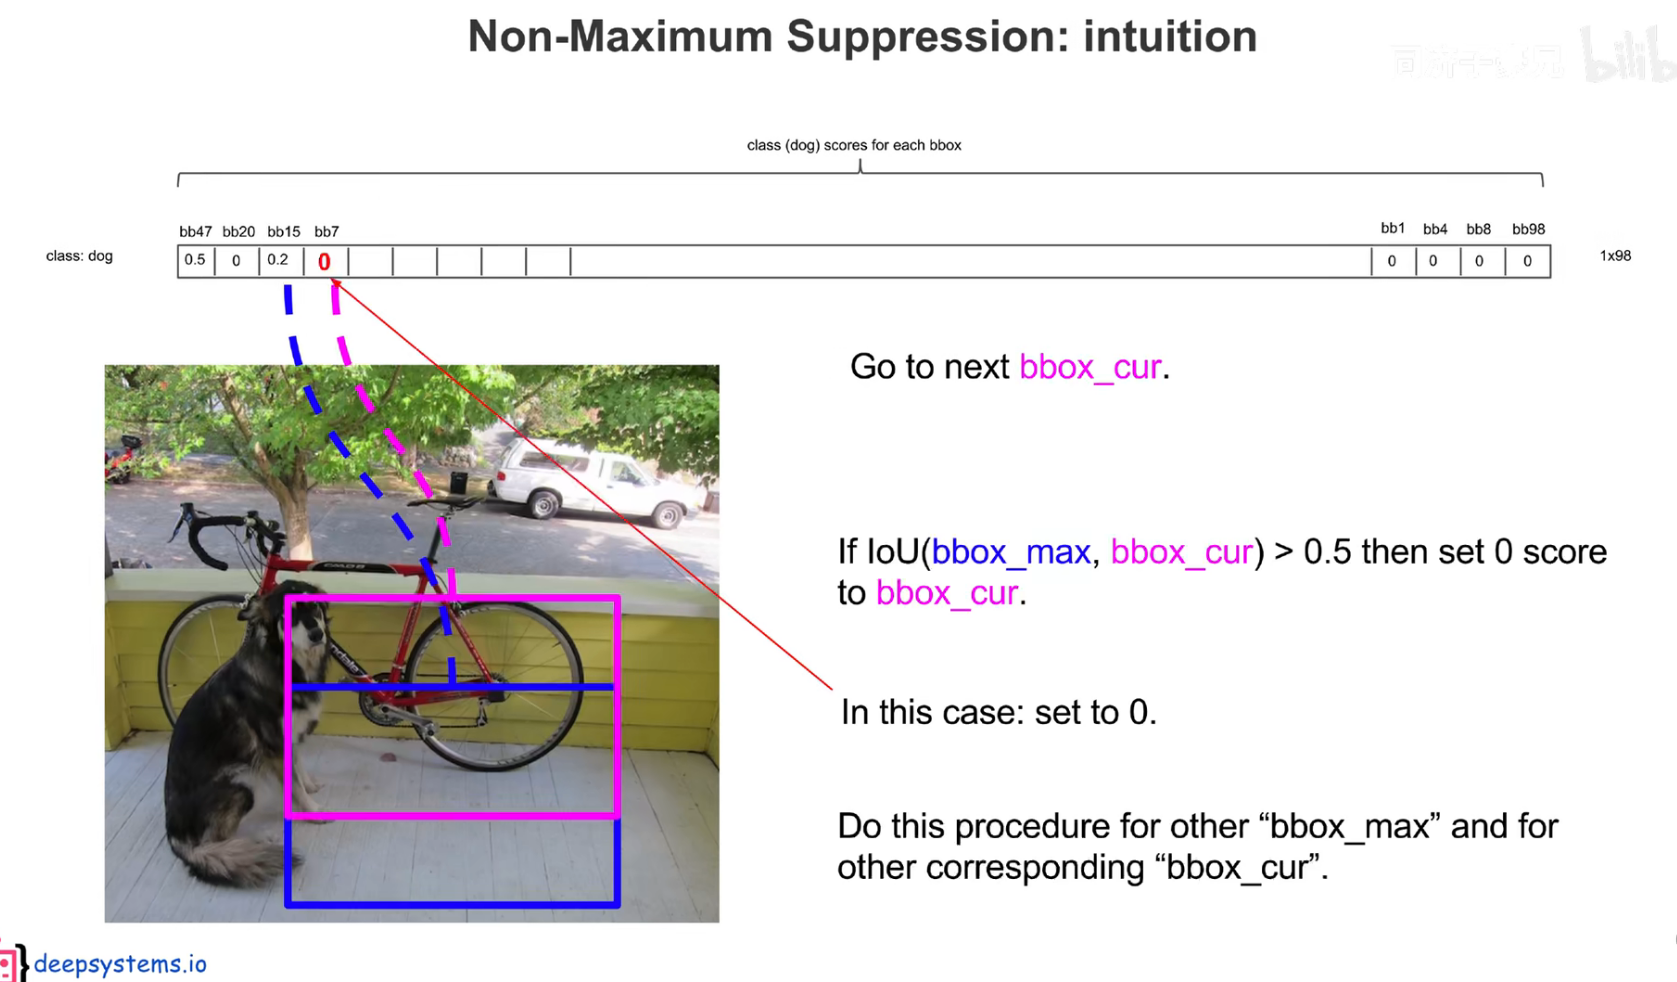 Non-Maximum Suppression: intuition
bilib
class (dog) scores for each bbox
bb47 bb20 bb15 bb7 bb1 bb4 bb8 bb98
class: dog 0.5 0 0.2 0 0 0 0 0 1x98
Go to next bbox_cur.
If IoU(bbox_max, bbox_cur) > 0.5 then set 0 score
to bbox_cur.
In this case: set to 0.
Do this procedure for other “bbox_max” and for
other corresponding “bbox_cur”.
deepsystems.io